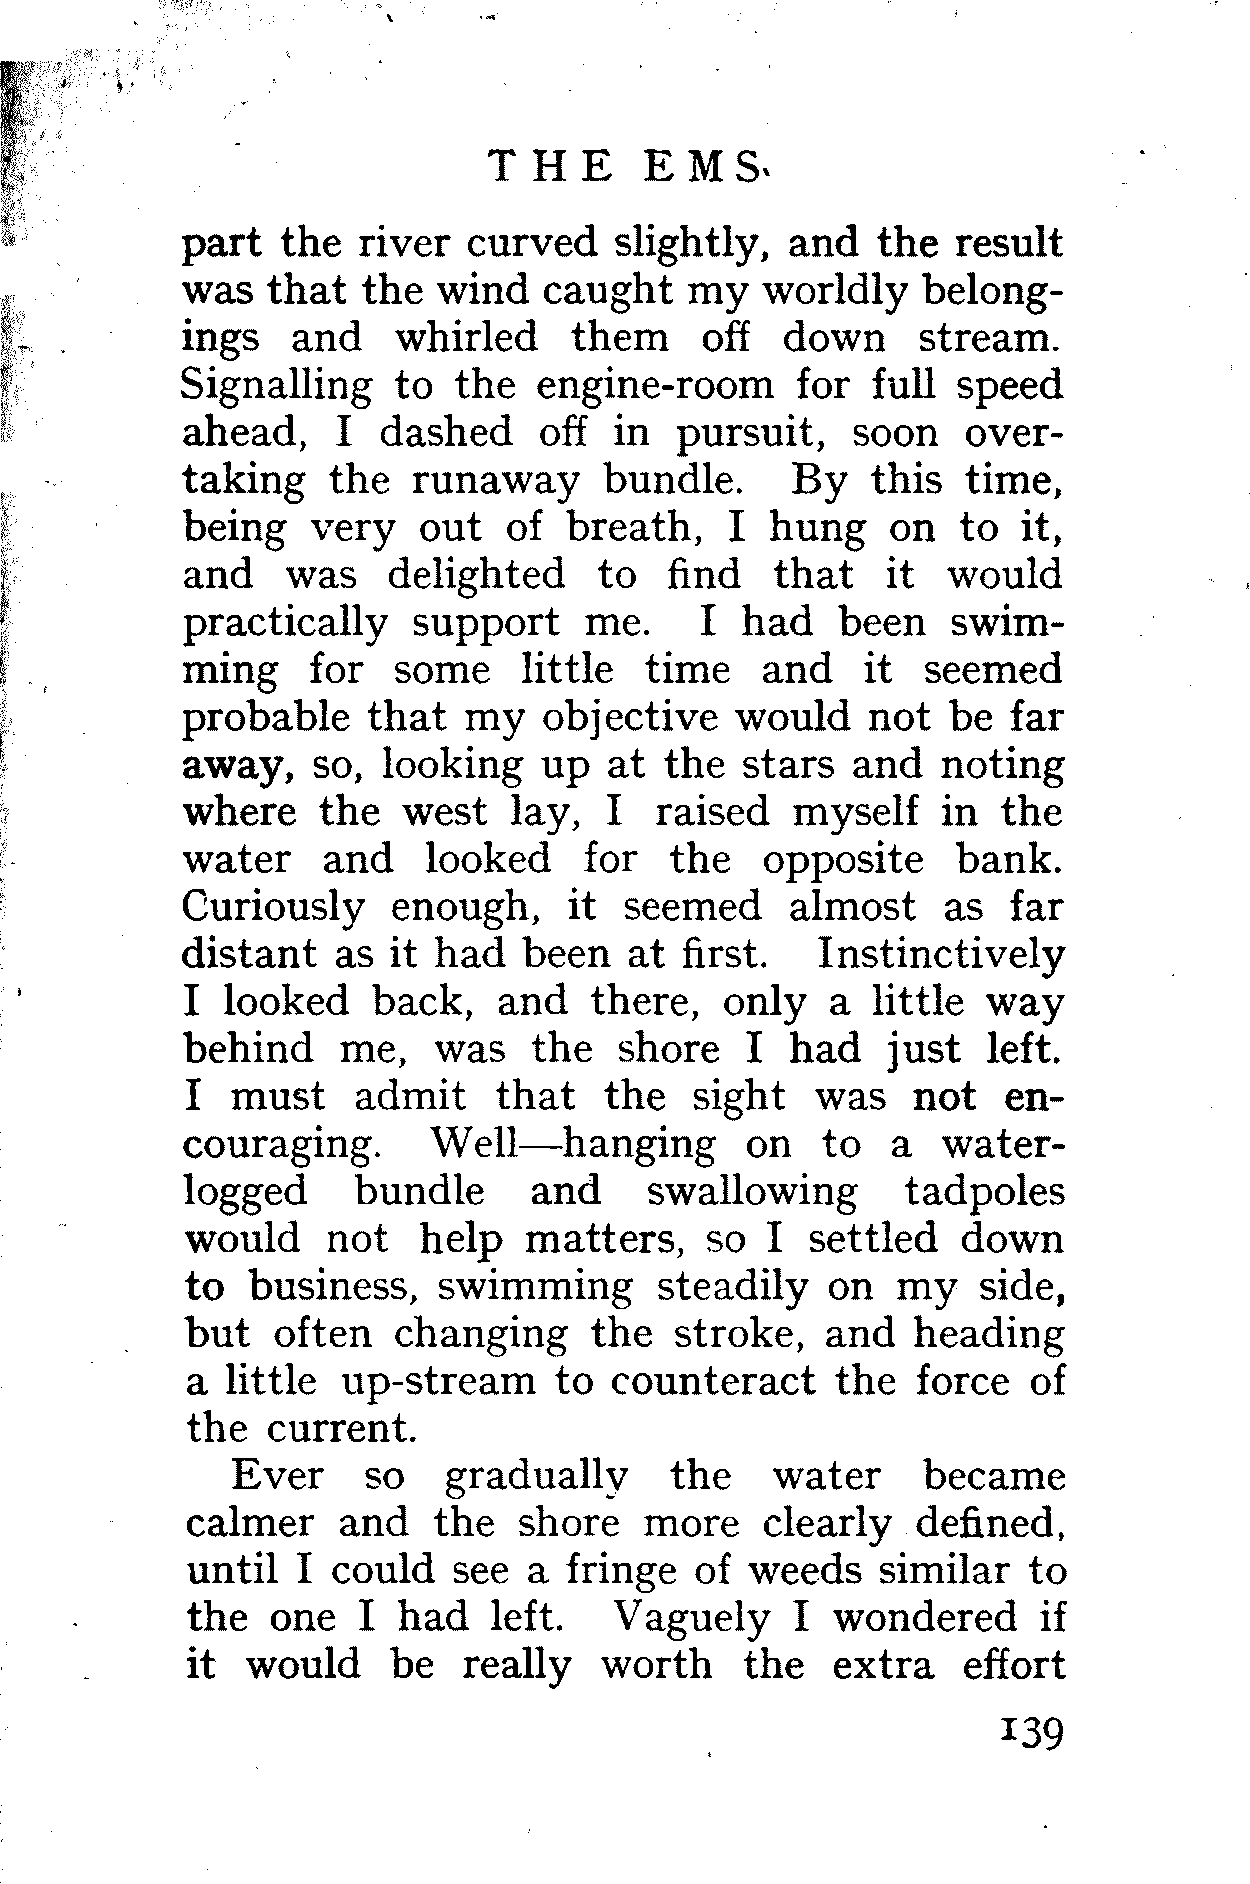 THE EMS
part the river curved slightly, and the result
was that the wind caught my worldly belong-
ings and whirled them off down stream.
Signalling to the engine-room for full speed
ahead, I dashed off in pursuit, soon over-
taking the runaway bundle. By this time,
being very out of breath, I hung on to it,
and was delighted to find that it would
practically support me. I had been swim-
ming for some little time and it seemed
probable that my objective would not be far
away, so, looking up at the stars and noting
where the west lay, I raised myself in the
water and looked for the opposite bank.
Curiously enough, it seemed almost as far
distant as it had been at first. Instinctively
I looked back, and there, only a little way
behind me, was the shore I had just left.
I must admit that the sight was not en-
couraging. Well—hanging on to a water-
logged bundle and swallowing tadpoles
would not help matters, so I settled down
to business, swimming steadily on my side,
but often changing the stroke, and heading
a little up-stream to counteract the force of
the current.
Ever so gradually the water became
calmer and the shore more clearly defined,
until I could see a fringe of weeds similar to
the one I had left. Vaguely I wondered if
it would be really worth the extra effort
139